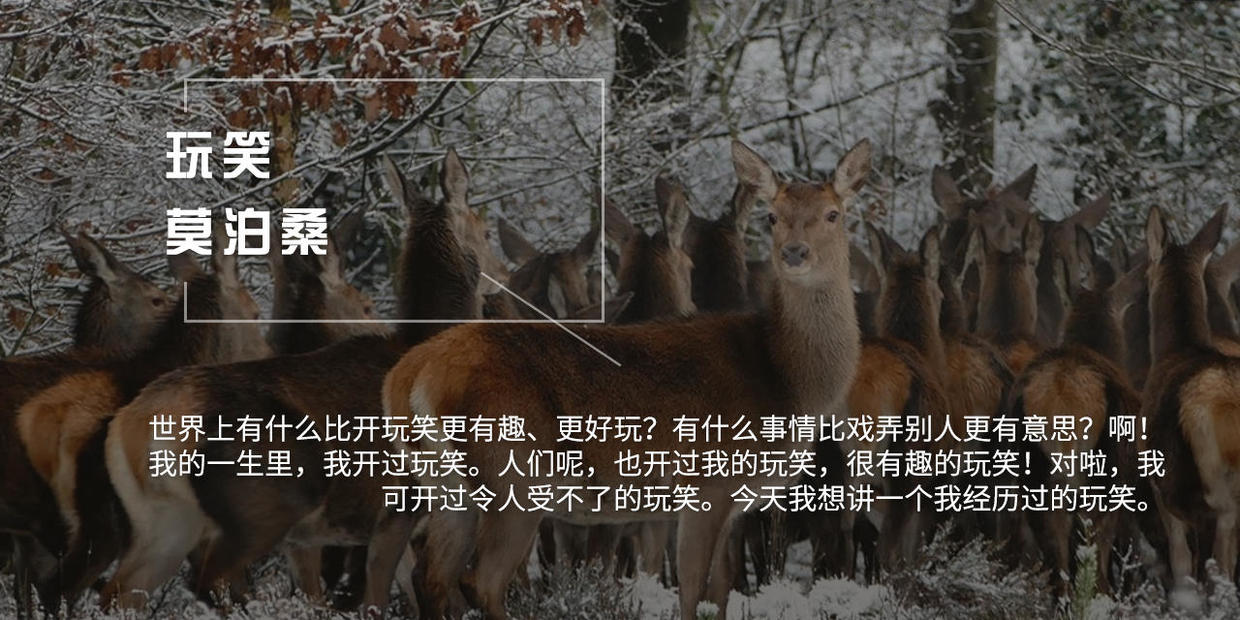 玩笑
莫泊桑
世界上有什么比开玩笑更有趣、更好玩？有什么事情比戏弄别人更有意思？啊！
我的一生里，我开过玩笑。人们呢，也开过我的玩笑，很有趣的玩笑！对啦，我
可开过令人受不了的玩笑。今天我想讲一个我经历过的玩笑。